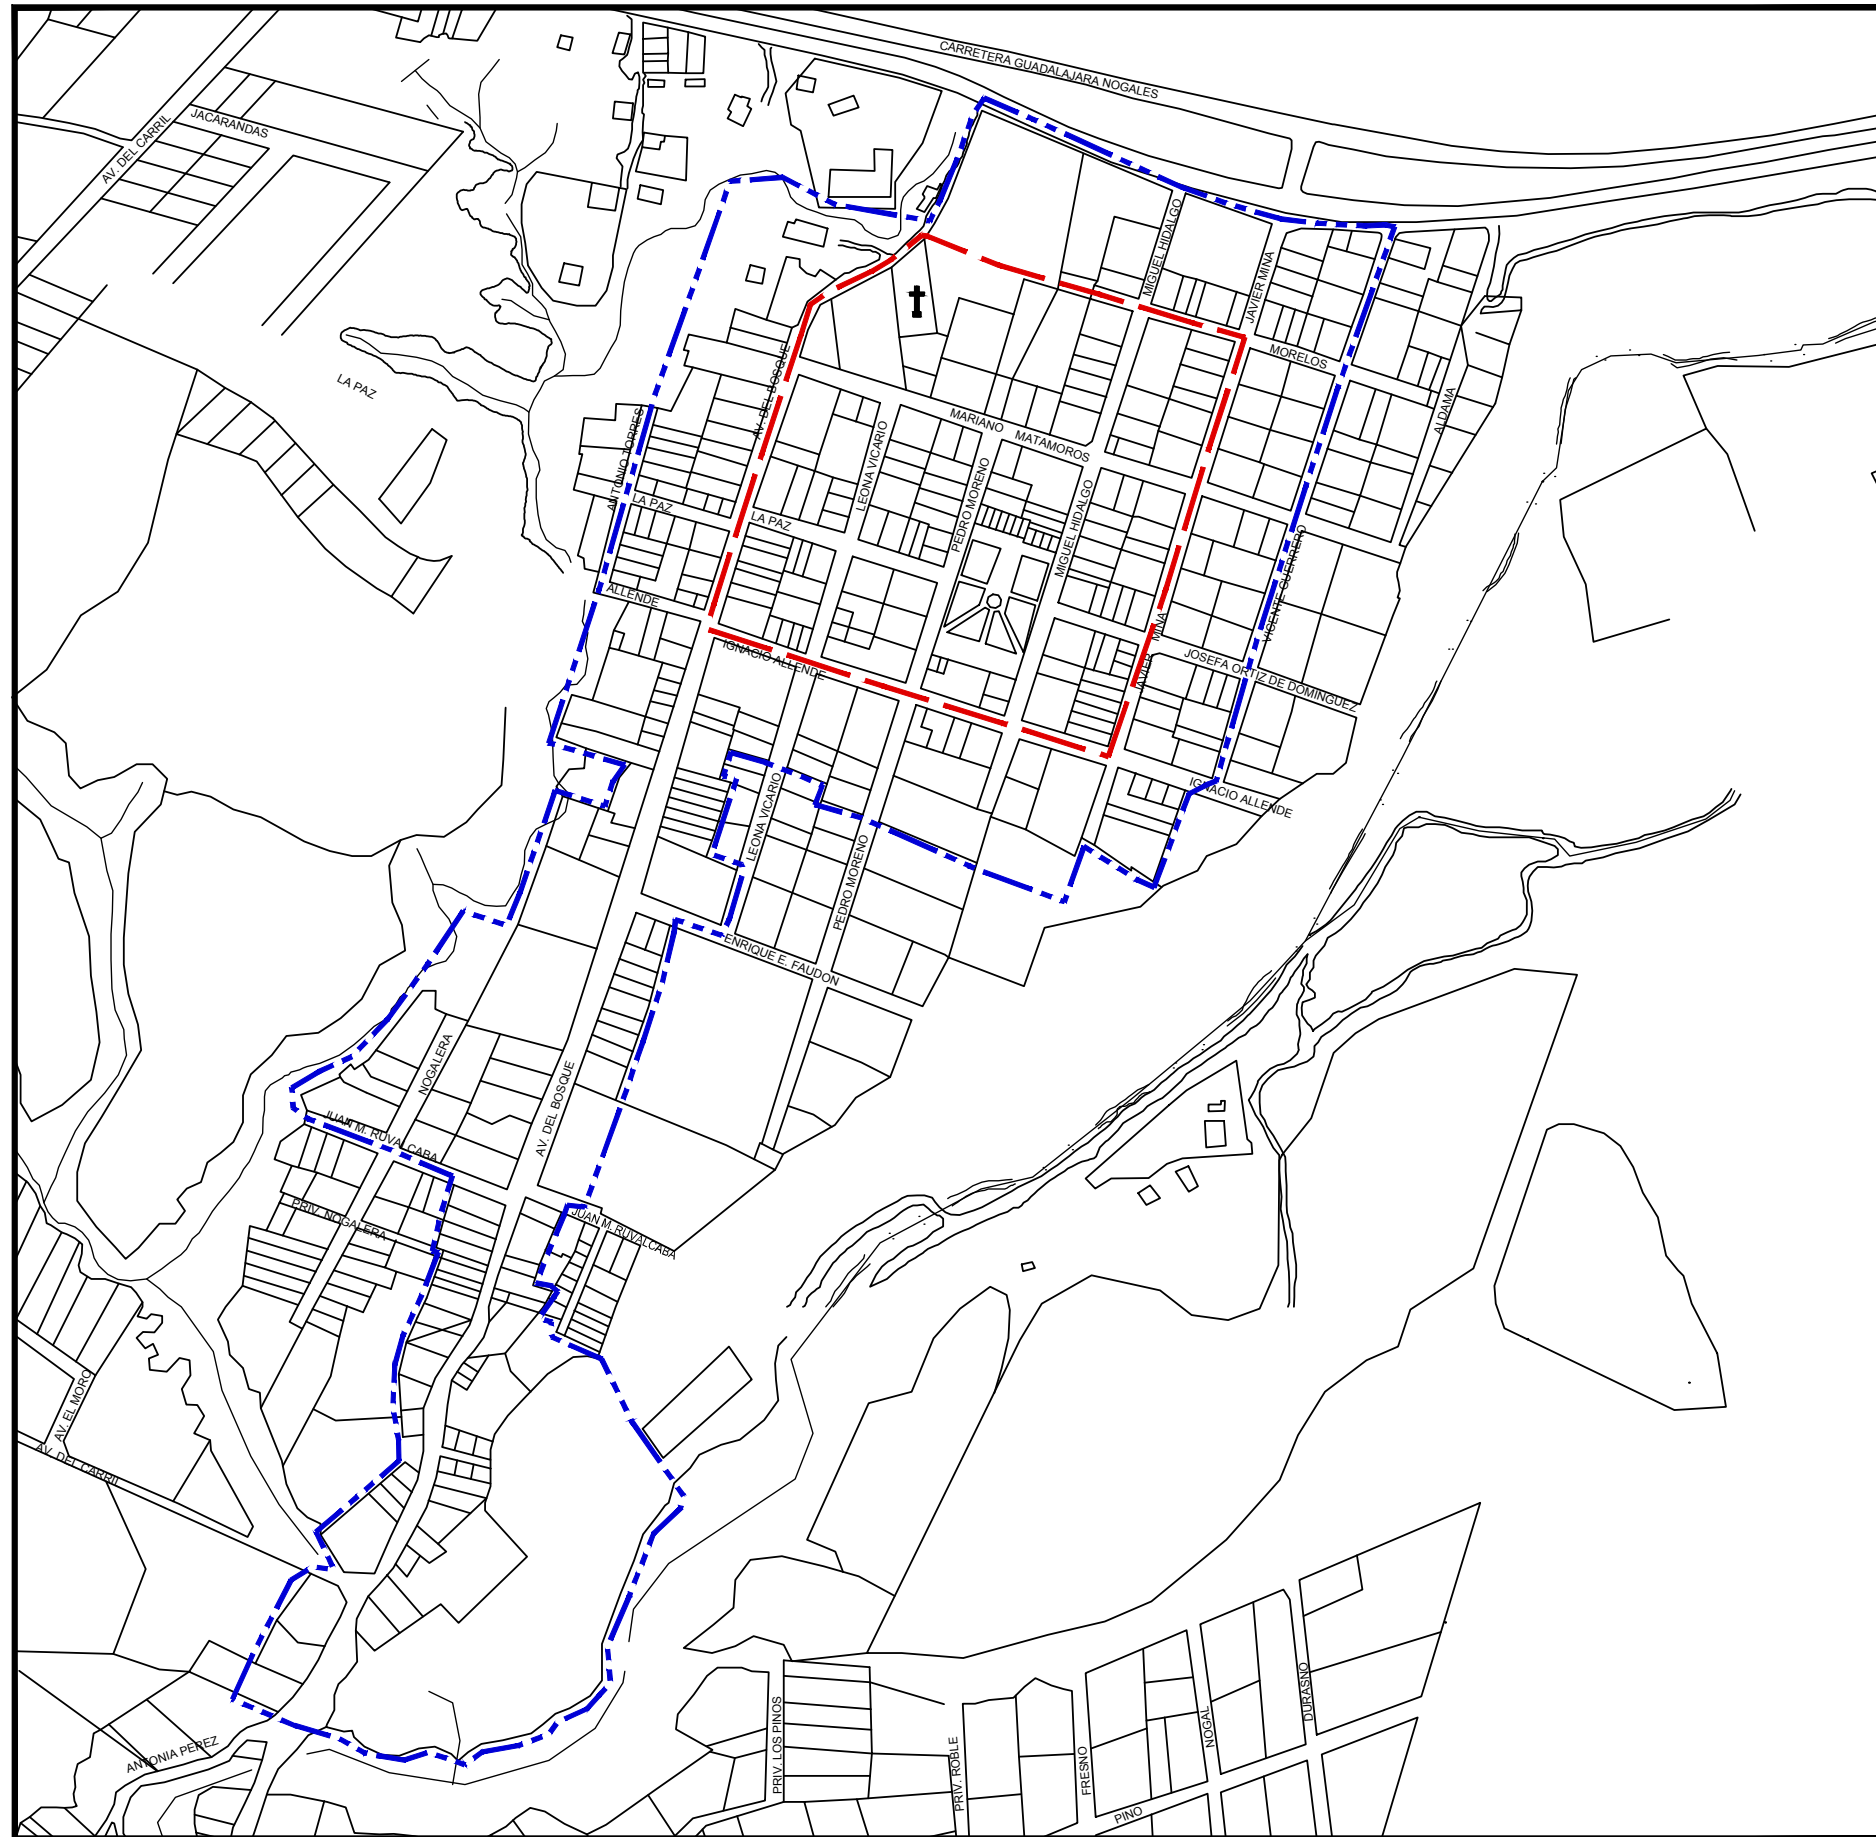 CARRETERA GUADALAJARA NOGALES
JACARANDAS
AV. DEL CARRIL
MIGUEL HIDALGO
JAVIER MINA
MORELOS
LA PAZ
AV. DEL BOSQUE
ALDAMA
ANTONIO TORRES
MARIANO MATAMOROS
LEONA VICARIO
PEDRO MORENO
MIGUEL HIDALGO
LA PAZ
LA PAZ
VICENTE GUERRERO
ALLENDE
IGNACIO ALLENDE
JAVIER MINA
JOSEFA ORTIZ DE DOMINGUEZ
IGNACIO ALLENDE
LEONA VICARIO
PEDRO MORENO
ENRIQUE E. FAUDON
NOGALERA
AV. DEL BOSQUE
JUAN M. RUVALCABA
PRIV. NOGALERA
JUAN M. RUVALCABA
AV. EL MORO
AV. DEL CARRIL
ANTONIA PEREZ
PRIV. LOS PINOS
PRIV. ROBLE
FRESNO
NOGAL
DURASNO
PINO